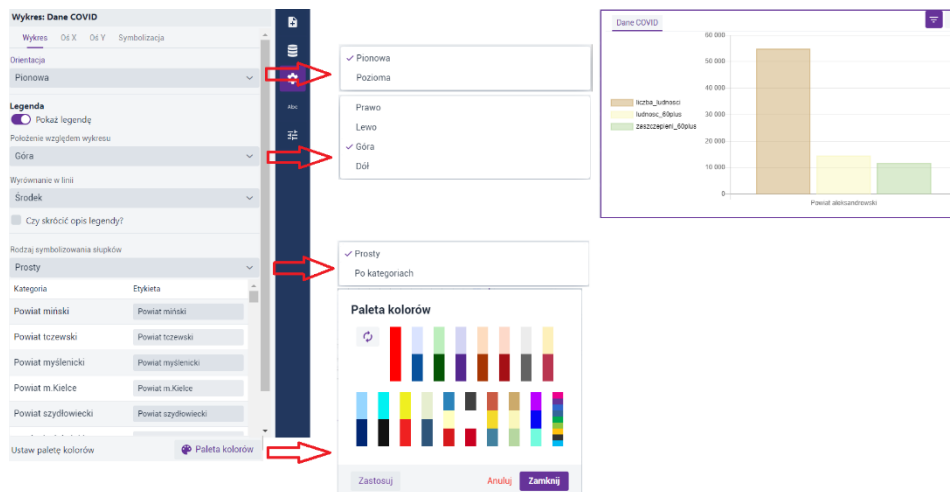 Wykres: Dane COVID
Wykres Oś X Oś Y Symbolizacja
Orientacja
Pionowa
Legenda
Pokaż legendę
Położenie względem wykresu
Góra
Wyrównanie w linii
Środek
Czy skrócić opis legendy?
Rodzaj symbolizowania słupków
Prosty
Kategoria Etykieta
Powiat miński Powiat miński
Powiat tczewski Powiat tczewski
Powiat myślenicki Powiat myślenicki
Powiat m.Kielce Powiat m.Kielce
Powiat szydłowiecki Powiat szydłowiecki
Ustaw paletę kolorów Paleta kolorów
Abc
Pionowa
Pozioma
Prawo
Lewo
Góra
Dół
Prosty
Po kategoriach
Paleta kolorów
Zastosuj Anuluj Zamknij
Dane COVID
60 000
50 000
40 000
30 000
20 000
10 000
0
liczba_ludnosci
ludnosc_60plus
zaszczepieni_60plus
Powiat aleksandrowski